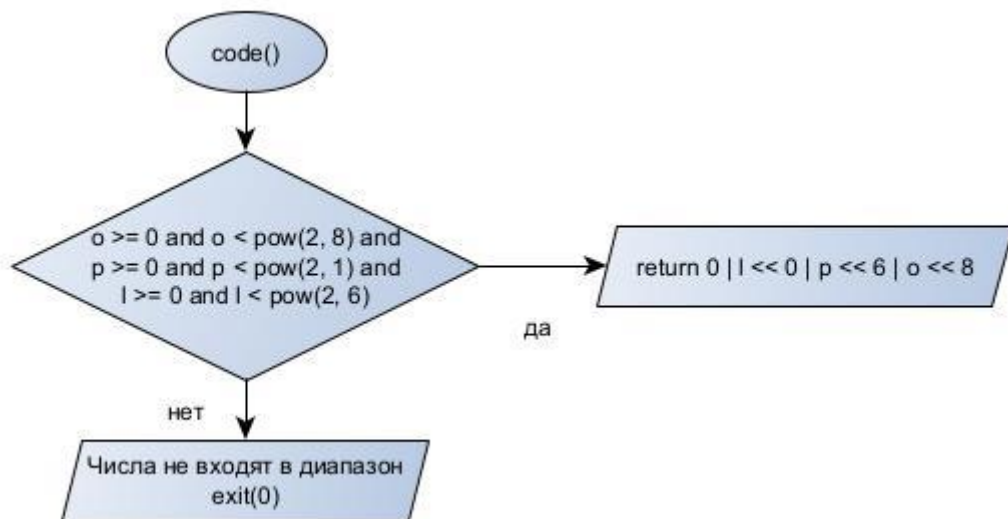 code()
o >= 0 and o < pow(2, 8) and
p >= 0 and p < pow(2, 1) and
l >= 0 and l < pow(2, 6)
return 0 | l << 0 | p << 6 | o << 8
да
нет
Числа не входят в диапазон
exit(0)